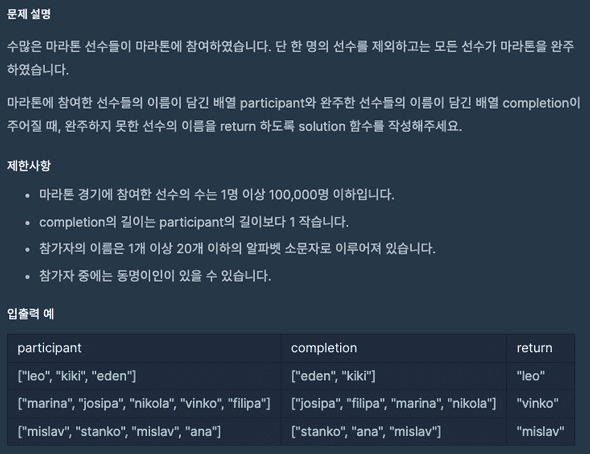 문제 설명
수많은 마라톤 선수들이 마라톤에 참여하였습니다. 단 한 명의 선수를 제외하고는 모든 선수가 마라톤을 완주
하였습니다.
마라톤에 참여한 선수들의 이름이 담긴 배열 participant와 완주한 선수들의 이름이 담긴 배열 completion이
주어질 때, 완주하지 못한 선수의 이름을 return 하도록 solution 함수를 작성해주세요.
제한사항
• 마라톤 경기에 참여한 선수의 수는 1명 이상 100,000명 이하입니다.
• completion의 길이는 participant의 길이보다 1 작습니다.
• 참가자의 이름은 1개 이상 20개 이하의 알파벳 소문자로 이루어져 있습니다.
• 참가자 중에는 동명이인이 있을 수 있습니다.
입출력 예
participant completion return
["leo", "kiki", "eden"] ["eden", "kiki"] "leo"
["marina", "josipa", "nikola", "vinko", "filipa"] ["josipa", "filipa", "marina", "nikola"] "vinko"
["mislav", "stanko", "mislav", "ana"] ["stanko", "ana", "mislav"] "mislav"